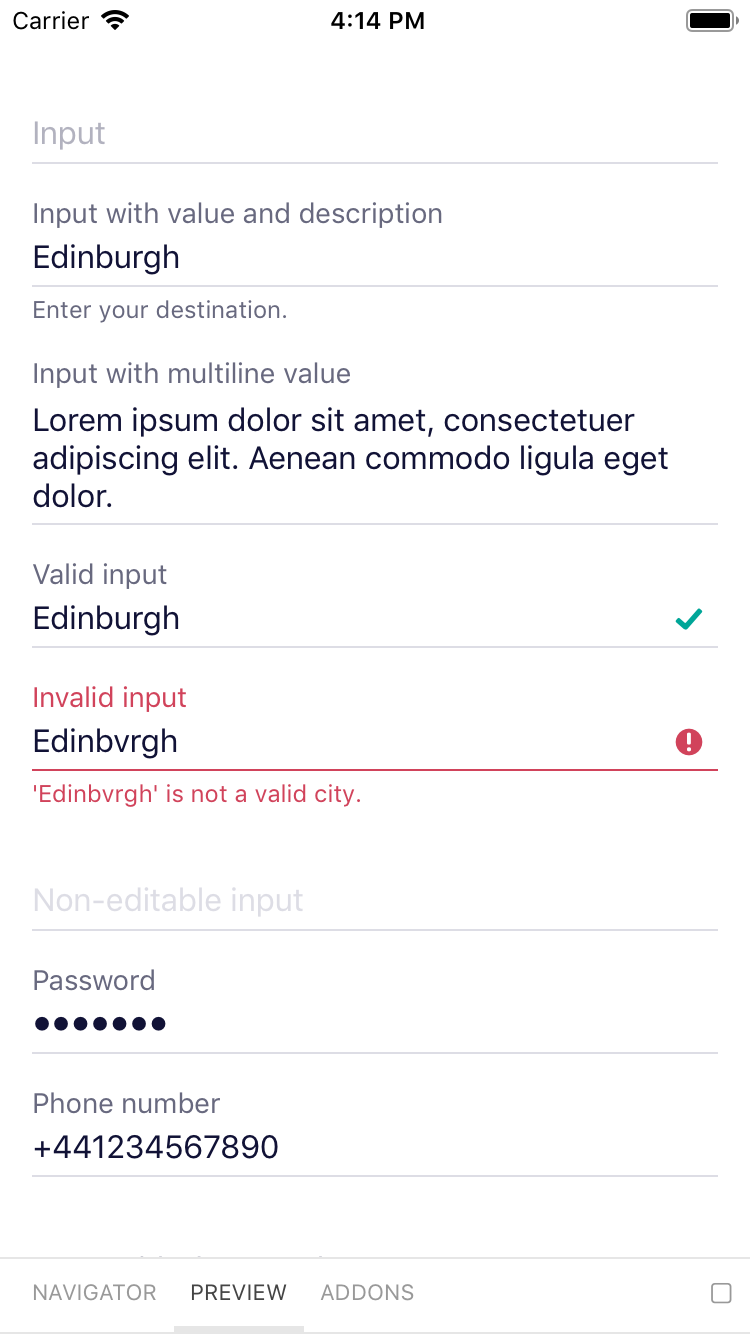 Carrier 4:14 PM
Input
Input with value and description
Edinburgh
Enter your destination.
Input with multiline value
Lorem ipsum dolor sit amet, consectetuer
adipiscing elit. Aenean commodo ligula eget
dolor.
Valid input
Edinburgh
Invalid input
Edinbvrgh
'Edinbvrgh' is not a valid city.
Non-editable input
Password
•••••••
Phone number
+441234567890
NAVIGATOR PREVIEW ADDONS